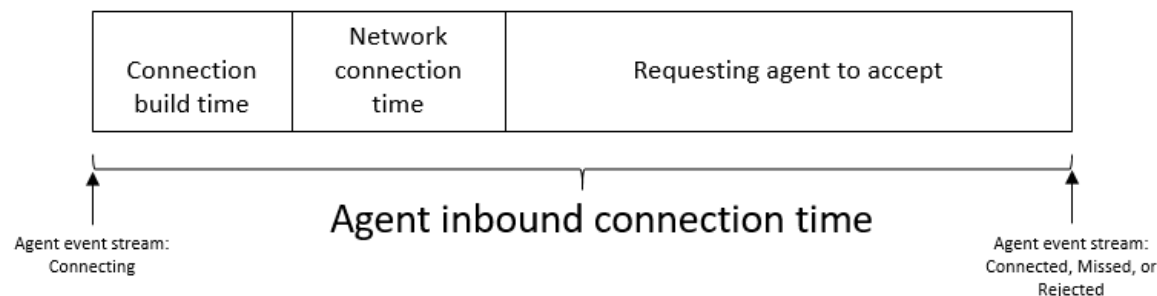 Connection
build time
Network
connection
time
Requesting agent to accept
Agent inbound connection time
Agent event stream:
Connecting
Agent event stream:
Connected, Missed, or
Rejected